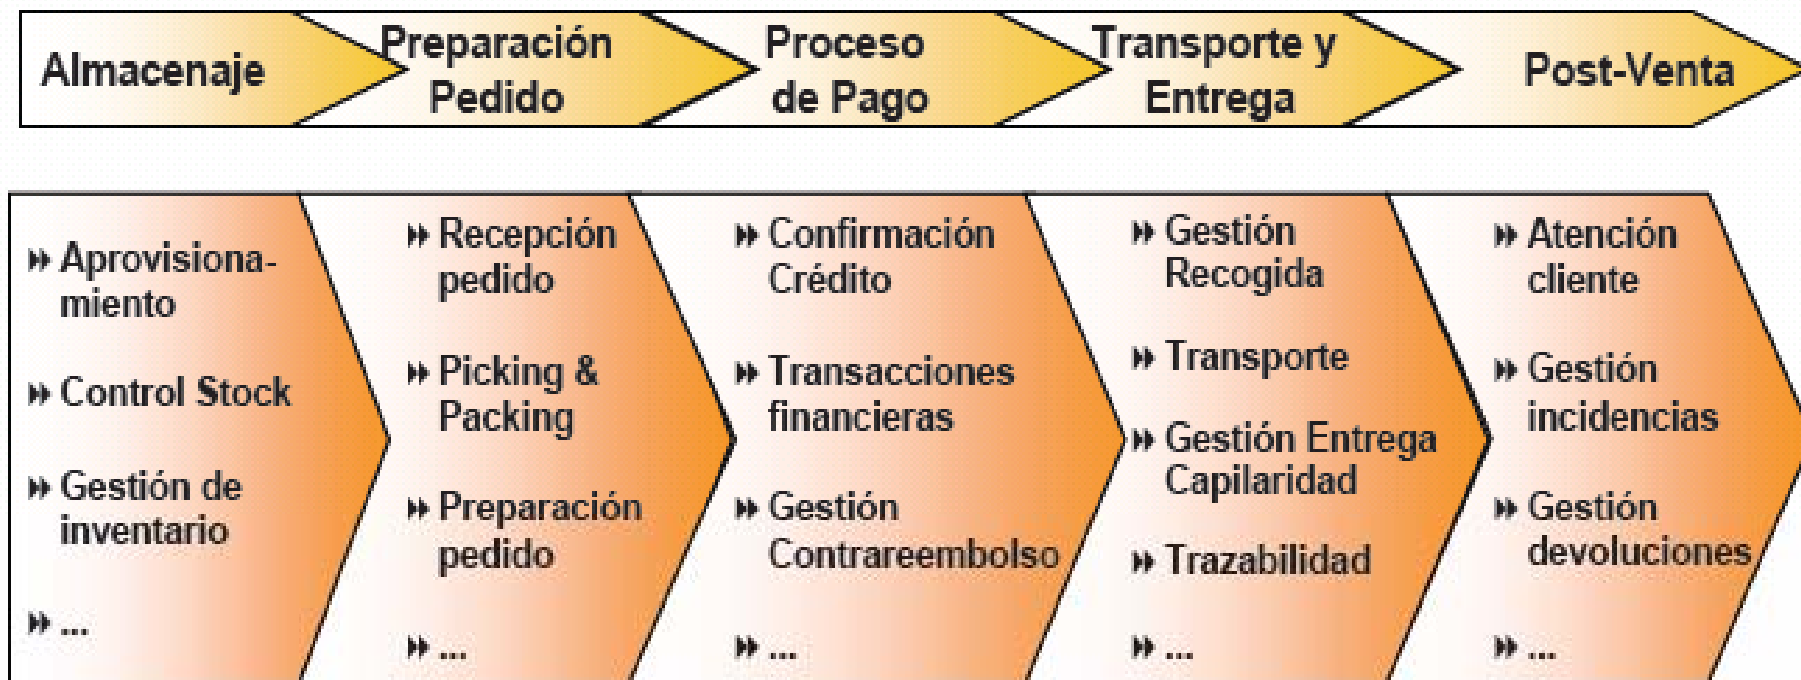 Almacenaje
Preparación
Pedido
Proceso
de Pago
Transporte y
Entrega
Post-Venta
Aprovisiona-
miento
Control Stock
Gestión de
inventario
...
Recepción
pedido
Picking &
Packing
Preparación
pedido
...
Confirmación
Crédito
Transacciones
financieras
Gestión
Contrareembolso
...
Gestión
Recogida
Transporte
Gestión Entrega
Capilaridad
Trazabilidad
...
Atención
cliente
Gestión
incidencias
Gestión
devoluciones
...